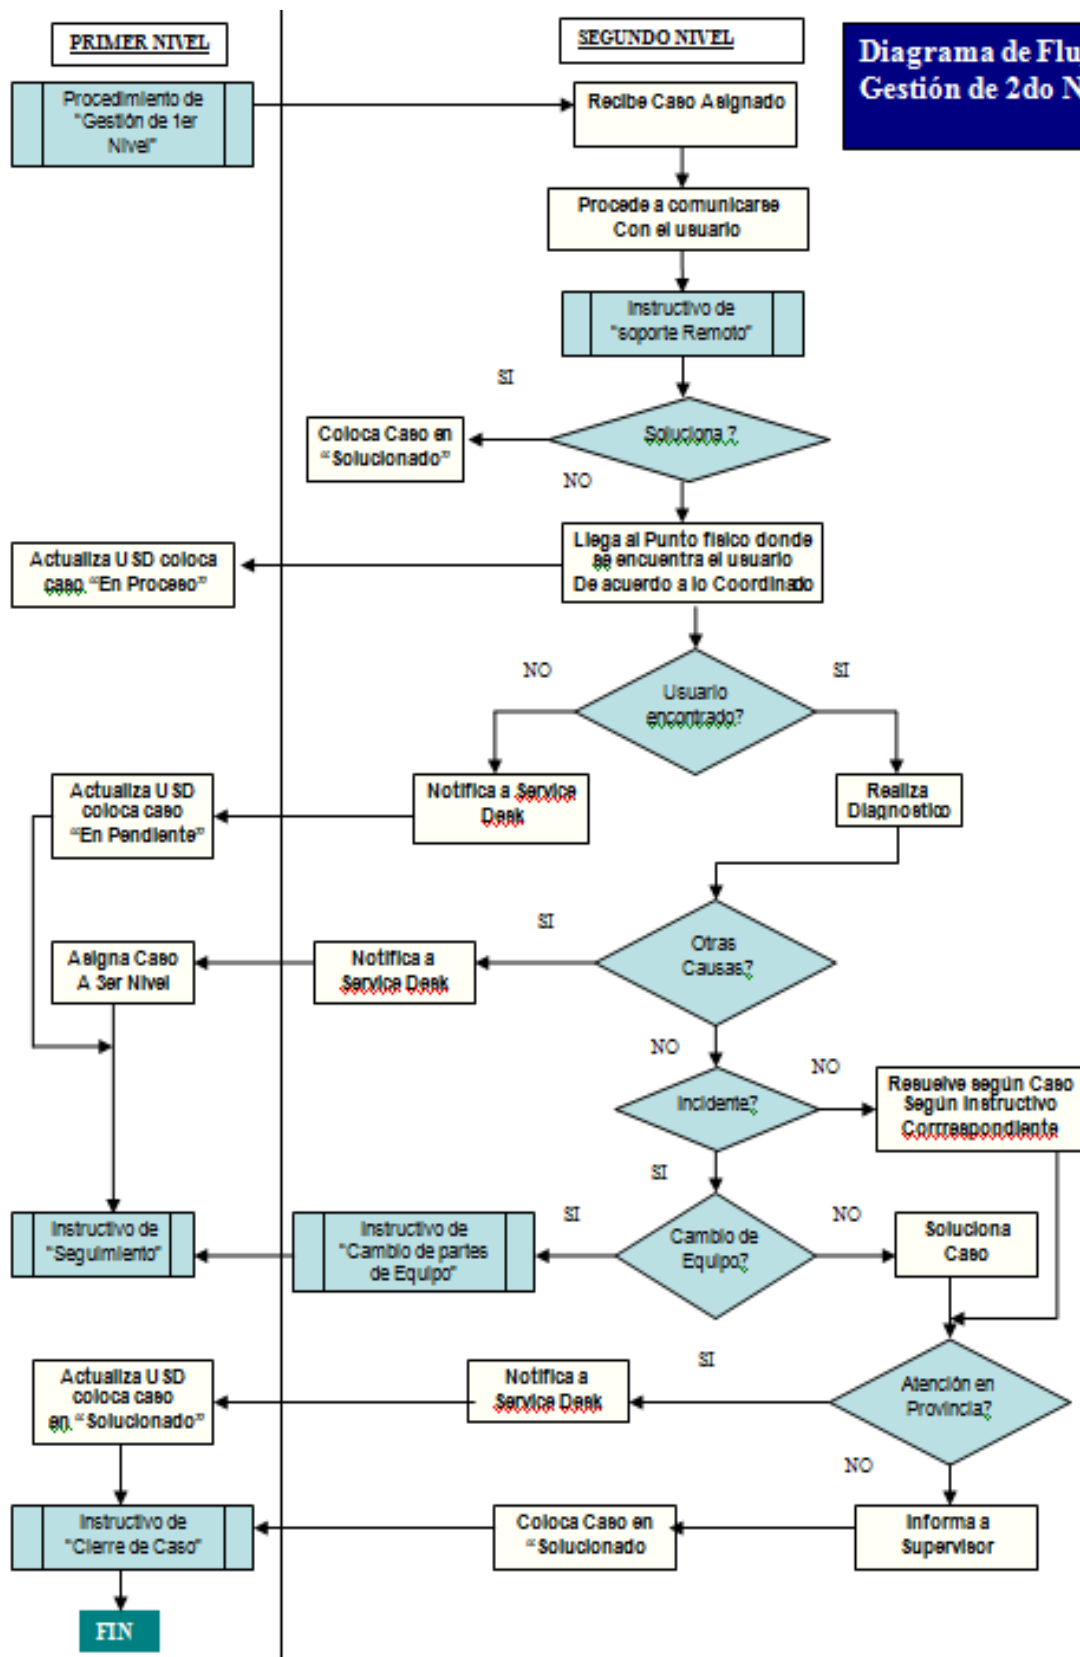 PRIMER NIVEL
SEGUNDO NIVEL
Diagrama de Flu
Gestión de 2do N
Procedimiento de
"Gestión de 1er
Nivel"
Recibe Caso Asignado
Procede a comunicarse
Con el usuario
Instructivo de
"soporte Remoto"
SI
Soluciona ?
Coloca Caso en
“Solucionado”
NO
Llega al Punto físico donde
se encuentra el usuario
De acuerdo a lo Coordinado
Actualiza USD coloca
caso “En Proceso”
NO
SI
Usuario
encontrado?
Actualiza USD
coloca caso
“En Pendiente”
Notifica a Service
Desk
Realiza
Diagnostico
SI
Otras
Causas?
Asigna Caso
A 3er Nivel
Notifica a
Service Desk
NO
NO
Incidente?
Resuelve según Caso
Según Instructivo
Corrrespondiente
SI
SI
NO
Instructivo de
"Seguimiento"
Instructivo de
"Cambio de partes
de Equipo"
Cambio de
Equipo?
Soluciona
Caso
SI
Actualiza USD
coloca caso
en “Solucionado”
Notifica a
Service Desk
Atención en
Provincia?
NO
Instructivo de
"Cierre de Caso"
Coloca Caso en
“Solucionado
Informa a
Supervisor
FIN